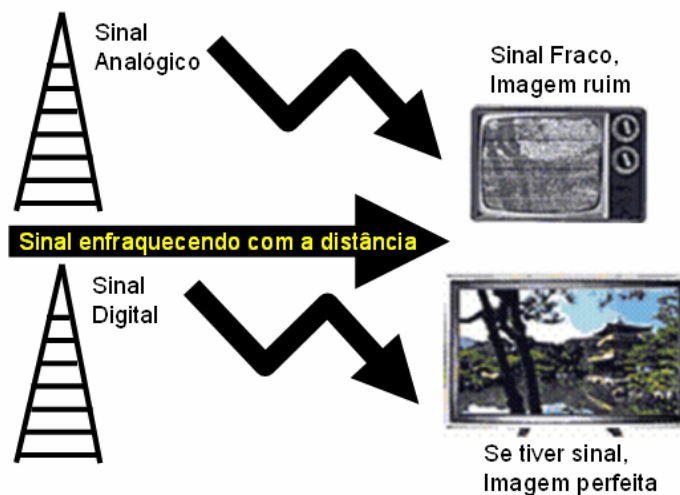 Sinal
Analógico
Sinal Fraco,
Imagem ruim
Sinal enfraquecendo com a distância
Sinal
Digital
Se tiver sinal,
Imagem perfeita